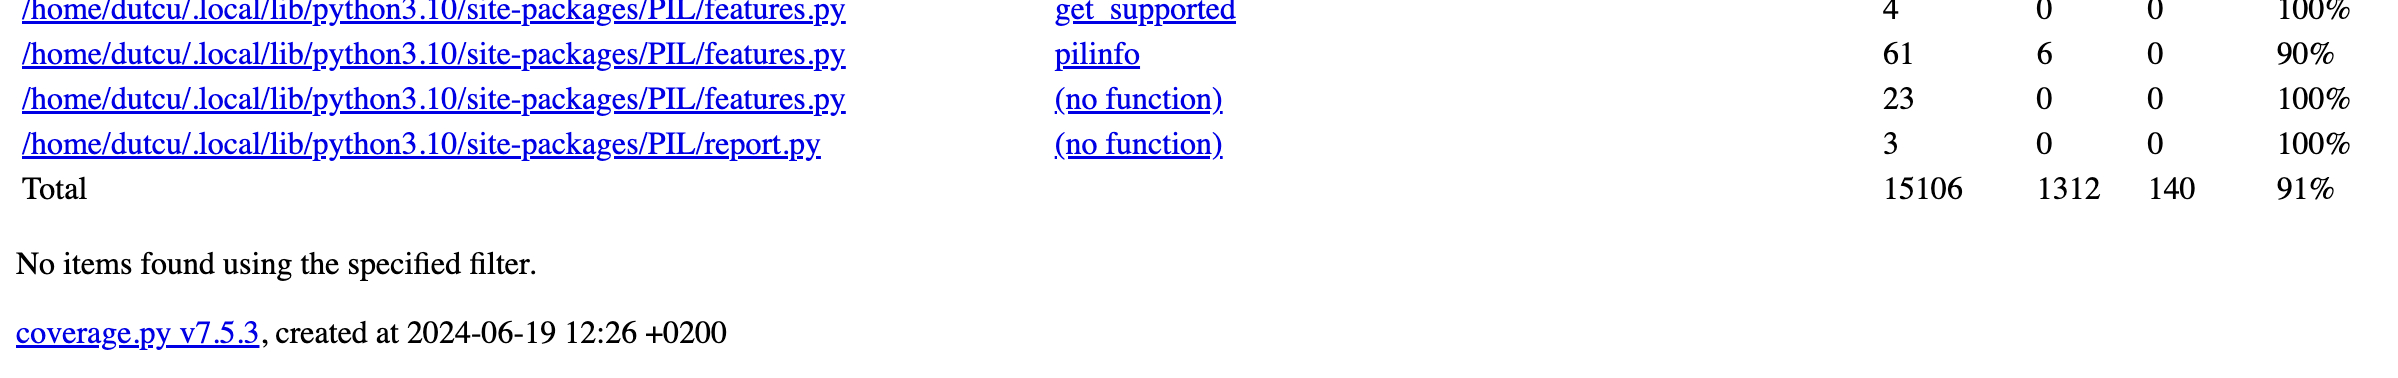 /home/dutcu/.local/lib/python3.10/site-packages/PIL/features.py get_supported 4 0 0 100%
/home/dutcu/.local/lib/python3.10/site-packages/PIL/features.py pilinfo 61 6 0 90%
/home/dutcu/.local/lib/python3.10/site-packages/PIL/features.py (no function) 23 0 0 100%
/home/dutcu/.local/lib/python3.10/site-packages/PIL/report.py (no function) 3 0 0 100%
Total 15106 1312 140 91%
No items found using the specified filter.
coverage.py v7.5.3, created at 2024-06-19 12:26 +0200